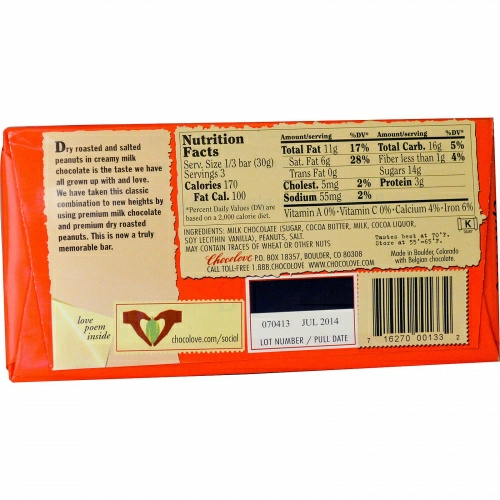 Dry roasted and salted
peanuts in creamy milk
chocolate is the taste we have
all grown up with and love.
We have taken this classic
combination to new heights by
using premium milk chocolate
and premium dry roasted
peanuts. This is now a truly
memorable bar.
love
poem
inside
chocolove.com/social
Nutrition
Facts
Serv. Size 1/3 bar (30g)
Servings 3
Calories 170
Fat Cal. 100
*Percent Daily Values (DV) are
based on a 2,000 calorie diet.
Amount/serving %DV* Amount/serving %DV*
Total Fat 11g 17% Total Carb. 16g 5%
Sat. Fat 6g 28% Fiber less than 1g 4%
Trans Fat 0g Sugars 14g
Cholest. 5mg 2% Protein 3g
Sodium 55mg 2%
Vitamin A 0% • Vitamin C 0% • Calcium 4% • Iron 6%
INGREDIENTS: MILK CHOCOLATE (SUGAR, COCOA BUTTER, MILK, COCOA LIQUOR,
SOY LECITHIN VANILLA), PEANUTS, SALT.
MAY CONTAIN TRACES OF WHEAT OR OTHER NUTS
K
Tastes best at 70°F.
Store at 55°-65°F.
Chocolove P.O. BOX 18357, BOULDER, CO 80308
CALL TOLL-FREE 1.888.CHOCOLOVE www.chocolove.com
Made in Boulder, Colorado
with Belgian chocolate.
070413 JUL 2014
LOT NUMBER / PULL DATE
7 16270 00133 2